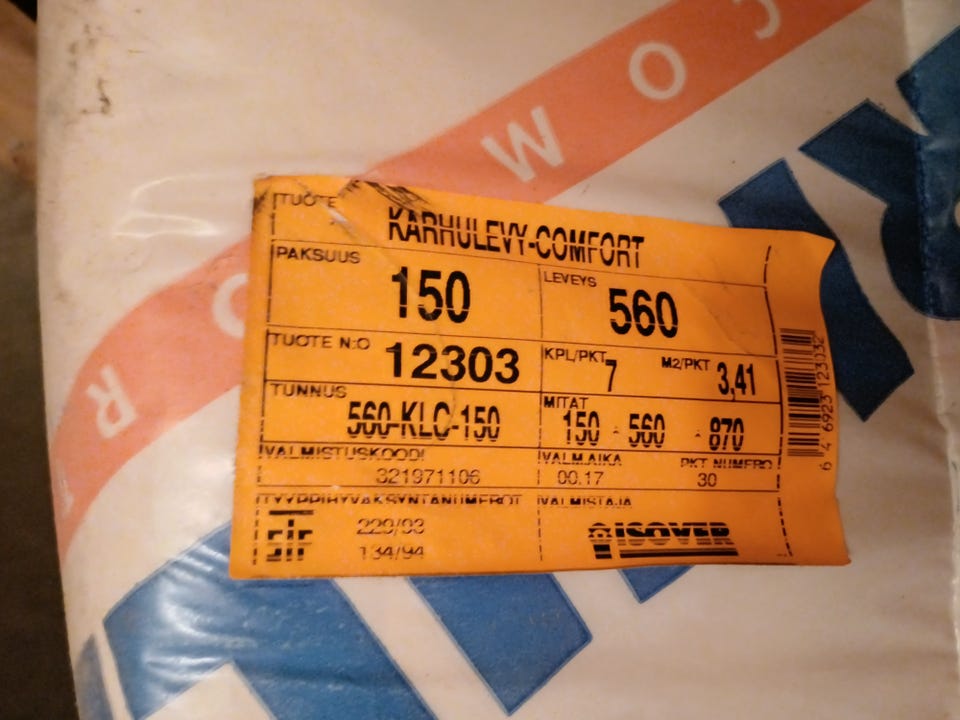 C O M
O
R
TUOTE
KARHULEVY-COMFORT
PAKSUUS
150
LEVEYS
560
TUOTE N:O 12303
KPL/PKT 7
M2/PKT 3,41
TUNNUS
560-KLC-150
MITAT
150 - 560 - 870
VALMISTUSKOODI
321971106
VALM.AIKA
00.17
PKT NUMERO
30
TYYPPIHYVÄKSYNTÄNUMEROT
229/93
134/94
VALMISTAJA
ISOVER